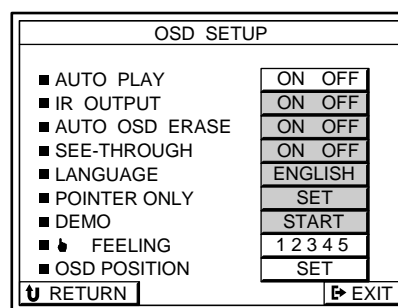 OSD SETUP
AUTO PLAY ON OFF
IR OUTPUT ON OFF
AUTO OSD ERASE ON OFF
SEE-THROUGH ON OFF
LANGUAGE ENGLISH
POINTER ONLY SET
DEMO START
FEELING 1 2 3 4 5
OSD POSITION SET
RETURN EXIT